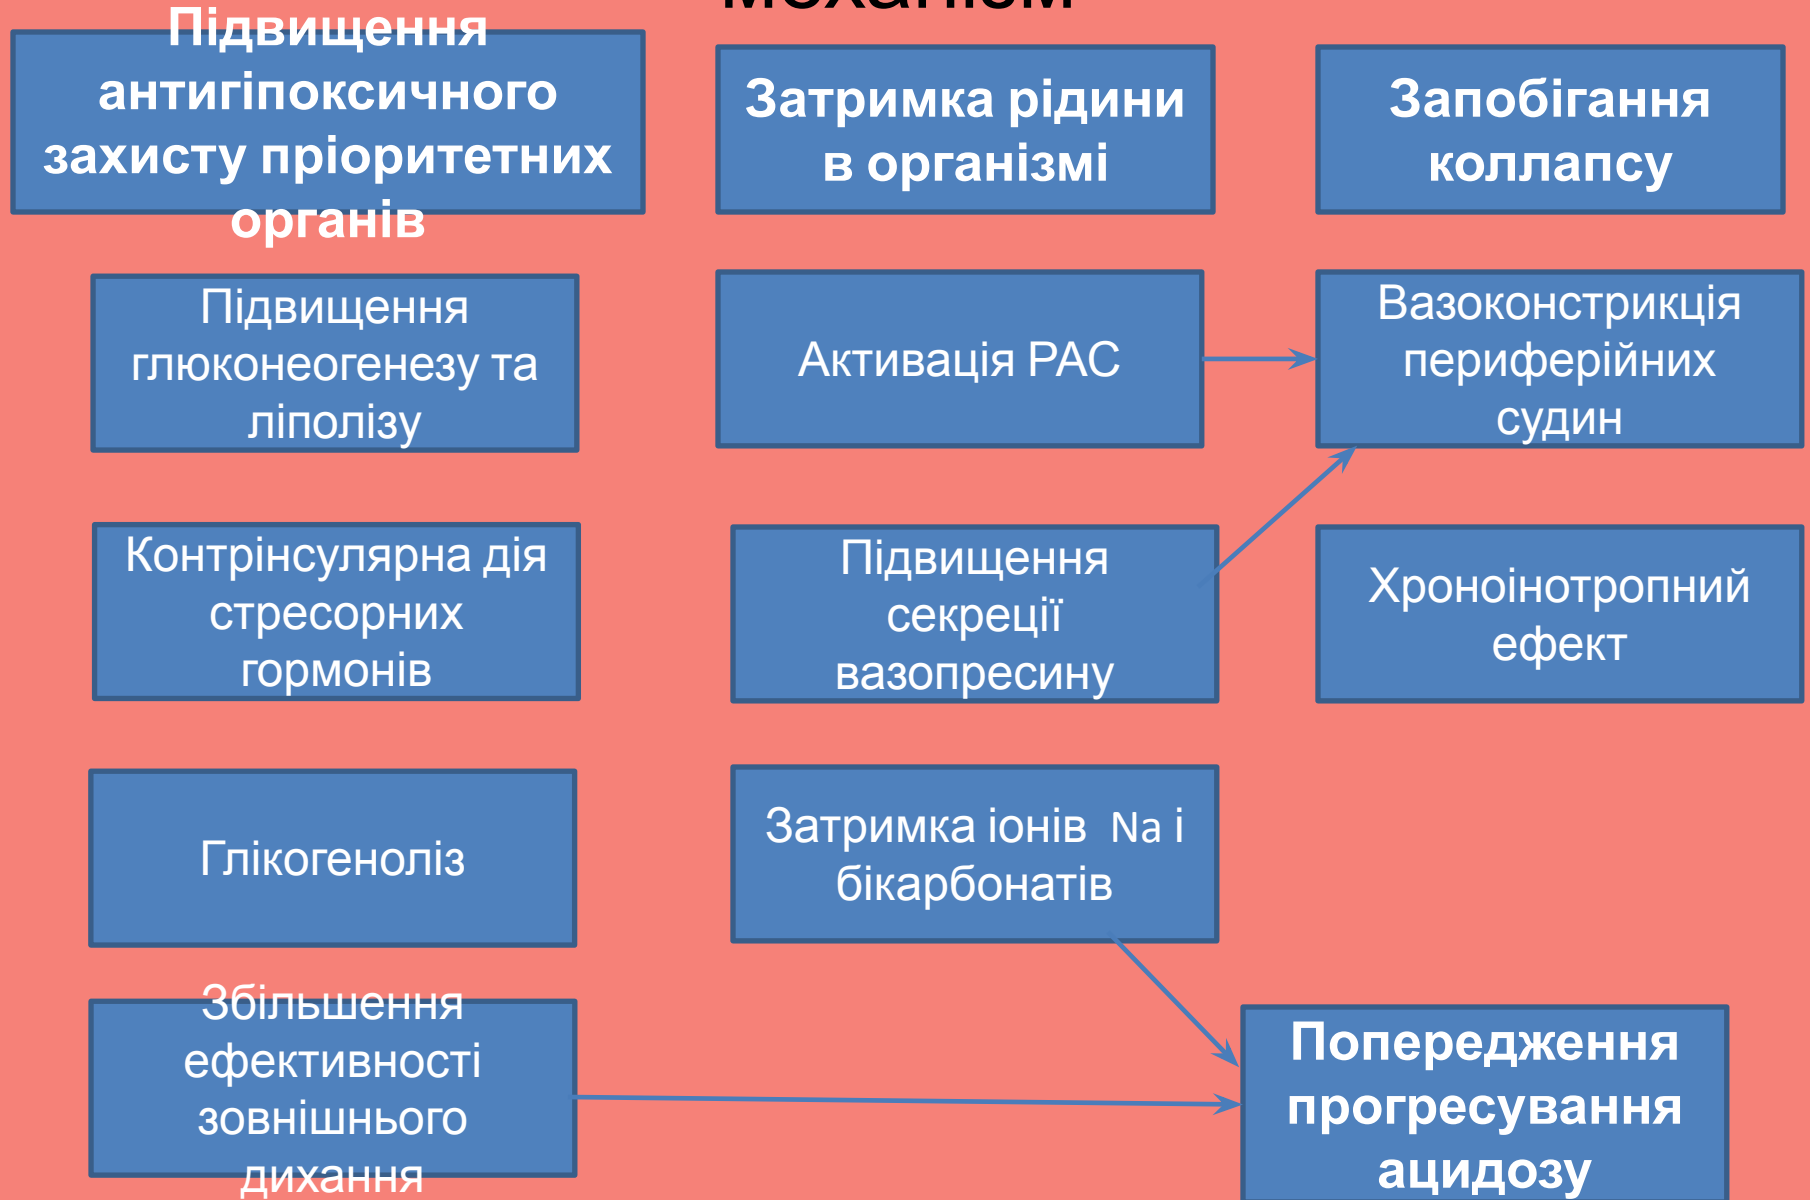 механізм
Підвищення
антигіпоксичного
захисту пріоритетних
органів
Затримка рідини
в організмі
Запобігання
коллапсу
Підвищення
глюконеогенезу та
ліполізу
Активація РАС
Вазоконстрикція
периферійних
судин
Контрінсулярна дія
стресорних
гормонів
Підвищення
секреції
вазопресину
Хроноінотропний
ефект
Глікогеноліз
Затримка іонів Na і
бікарбонатів
Збільшення
ефективності
зовнішнього
дихання
Попередження
прогресування
ацидозу